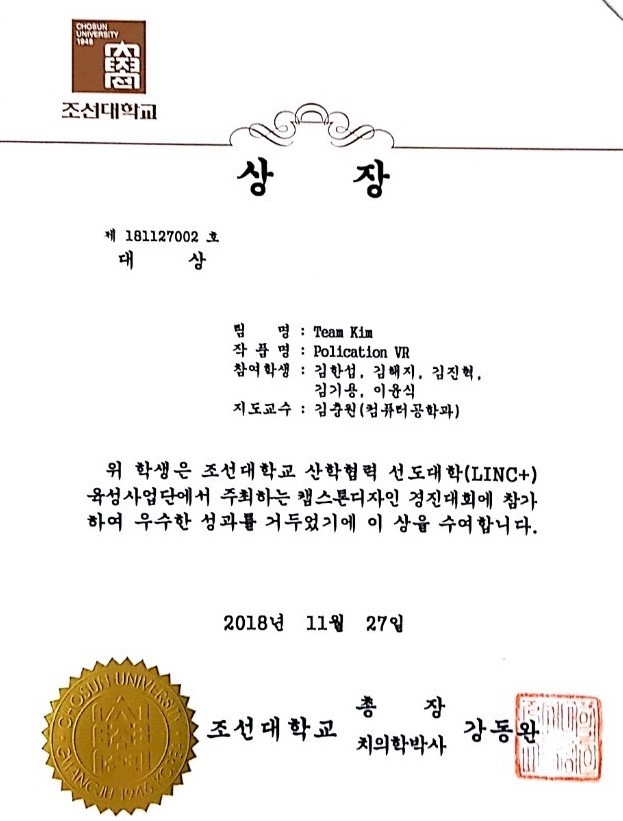 CHOSUN
UNIVERSITY
1946
조선대학교
상 장
제 181127002 호
대 상
팀 명 : Team Kim
작 품 명 : Polication VR
참여학생 : 김한섭, 김해지, 김진혁,
김기용, 이윤식
지도교수 : 김충원(컴퓨터공학과)
위 학생은 조선대학교 산학협력 선도대학(LINC+)
육성사업단에서 주최하는 캡스톤디자인 경진대회에 참가
하여 우수한 성과를 거두었기에 이 상을 수여합니다.
2018년 11월 27일
조선대학교 총 장 치의학박사 강동완
CHOSUN UNIVERSITY
GUANGJU 1946 KOREA